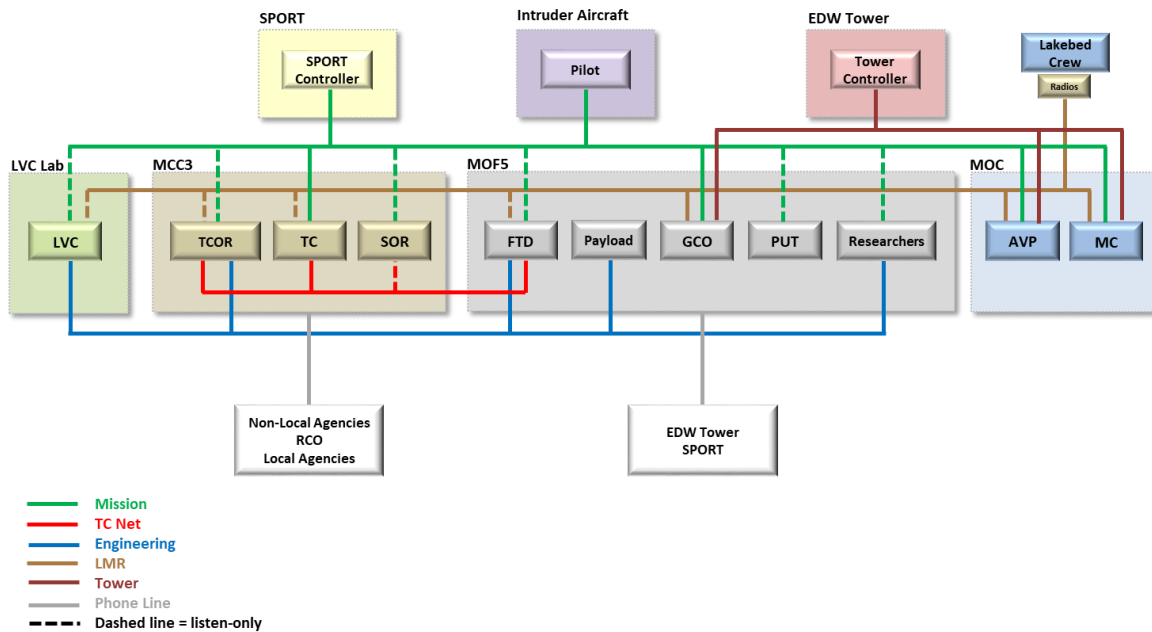 SPORT
Intruder Aircraft
EDW Tower
SPORT
Controller
Pilot
Tower
Controller
Lakebed
Crew
Radios
LVC Lab
MCC3
MOF5
MOC
LVC
TCOR
TC
SOR
FTD
Payload
GCO
PUT
Researchers
AVP
MC
Non-Local Agencies
RCO
Local Agencies
EDW Tower
SPORT
Mission
TC Net
Engineering
LMR
Tower
Phone Line
Dashed line = listen-only